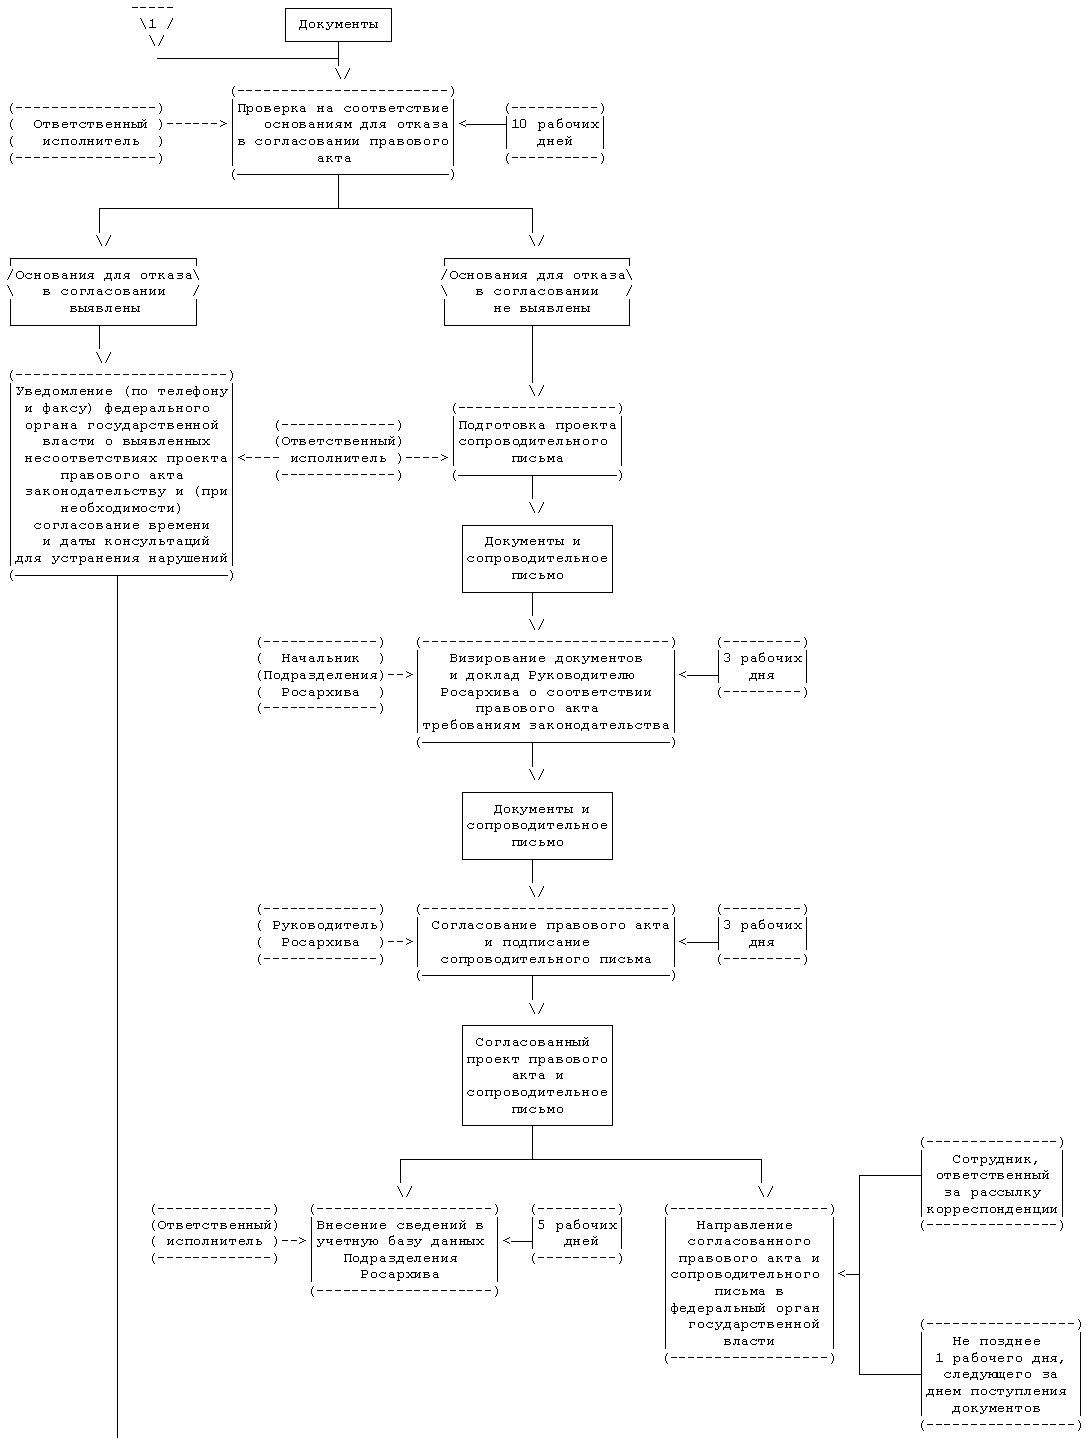 1
Документы
Проверка на соответствие
основаниям для отказа
в согласовании правового
акта
Ответственный
исполнитель
10 рабочих
дней
Основания для отказа
в согласовании
выявлены
Основания для отказа
в согласовании
не выявлены
Уведомление (по телефону
и факсу) федерального
органа государственной
власти о выявленных
несоответствиях проекта
правового акта
законодательству и (при
необходимости)
согласование времени
и даты консультаций
для устранения нарушений
Ответственный
исполнитель
Подготовка проекта
сопроводительного
письма
Документы и
сопроводительное
письмо
Начальник
Подразделения
Росархива
Визирование документов
и доклад Руководителю
Росархива о соответствии
правового акта
требованиям законодательства
3 рабочих
дня
Документы и
сопроводительное
письмо
Руководитель
Росархива
Согласование правового акта
и подписание
сопроводительного письма
3 рабочих
дня
Согласованный
проект правового
акта и
сопроводительное
письмо
Сотрудник,
ответственный
за рассылку
корреспонденции
Ответственный
исполнитель
Внесение сведений в
учетную базу данных
Подразделения
Росархива
5 рабочих
дней
Направление
согласованного
правового акта и
сопроводительного
письма в
федеральный орган
государственной
власти
Не позднее
1 рабочего дня,
следующего за
днем поступления
документов